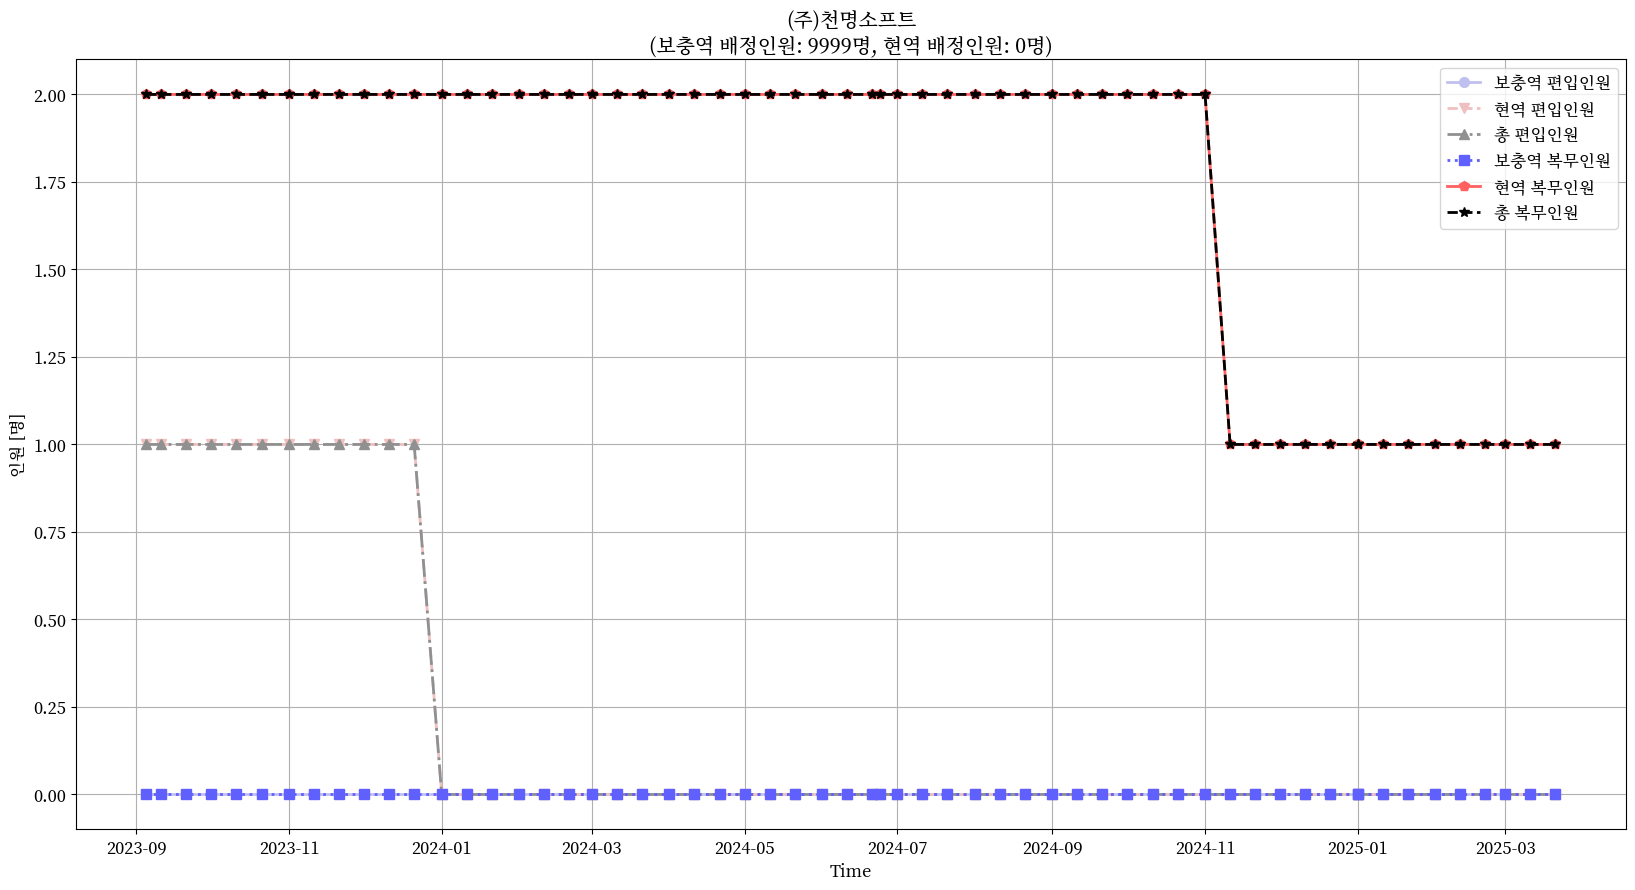 (주)천명소프트
(보충역 배정인원: 9999명, 현역 배정인원: 0명)
보충역 편입인원
현역 편입인원
총 편입인원
보충역 복무인원
현역 복무인원
총 복무인원
인원 [명]
2.00
1.75
1.50
1.25
1.00
0.75
0.50
0.25
0.00
2023-09
2023-11
2024-01
2024-03
2024-05
2024-07
2024-09
2024-11
2025-01
2025-03
Time